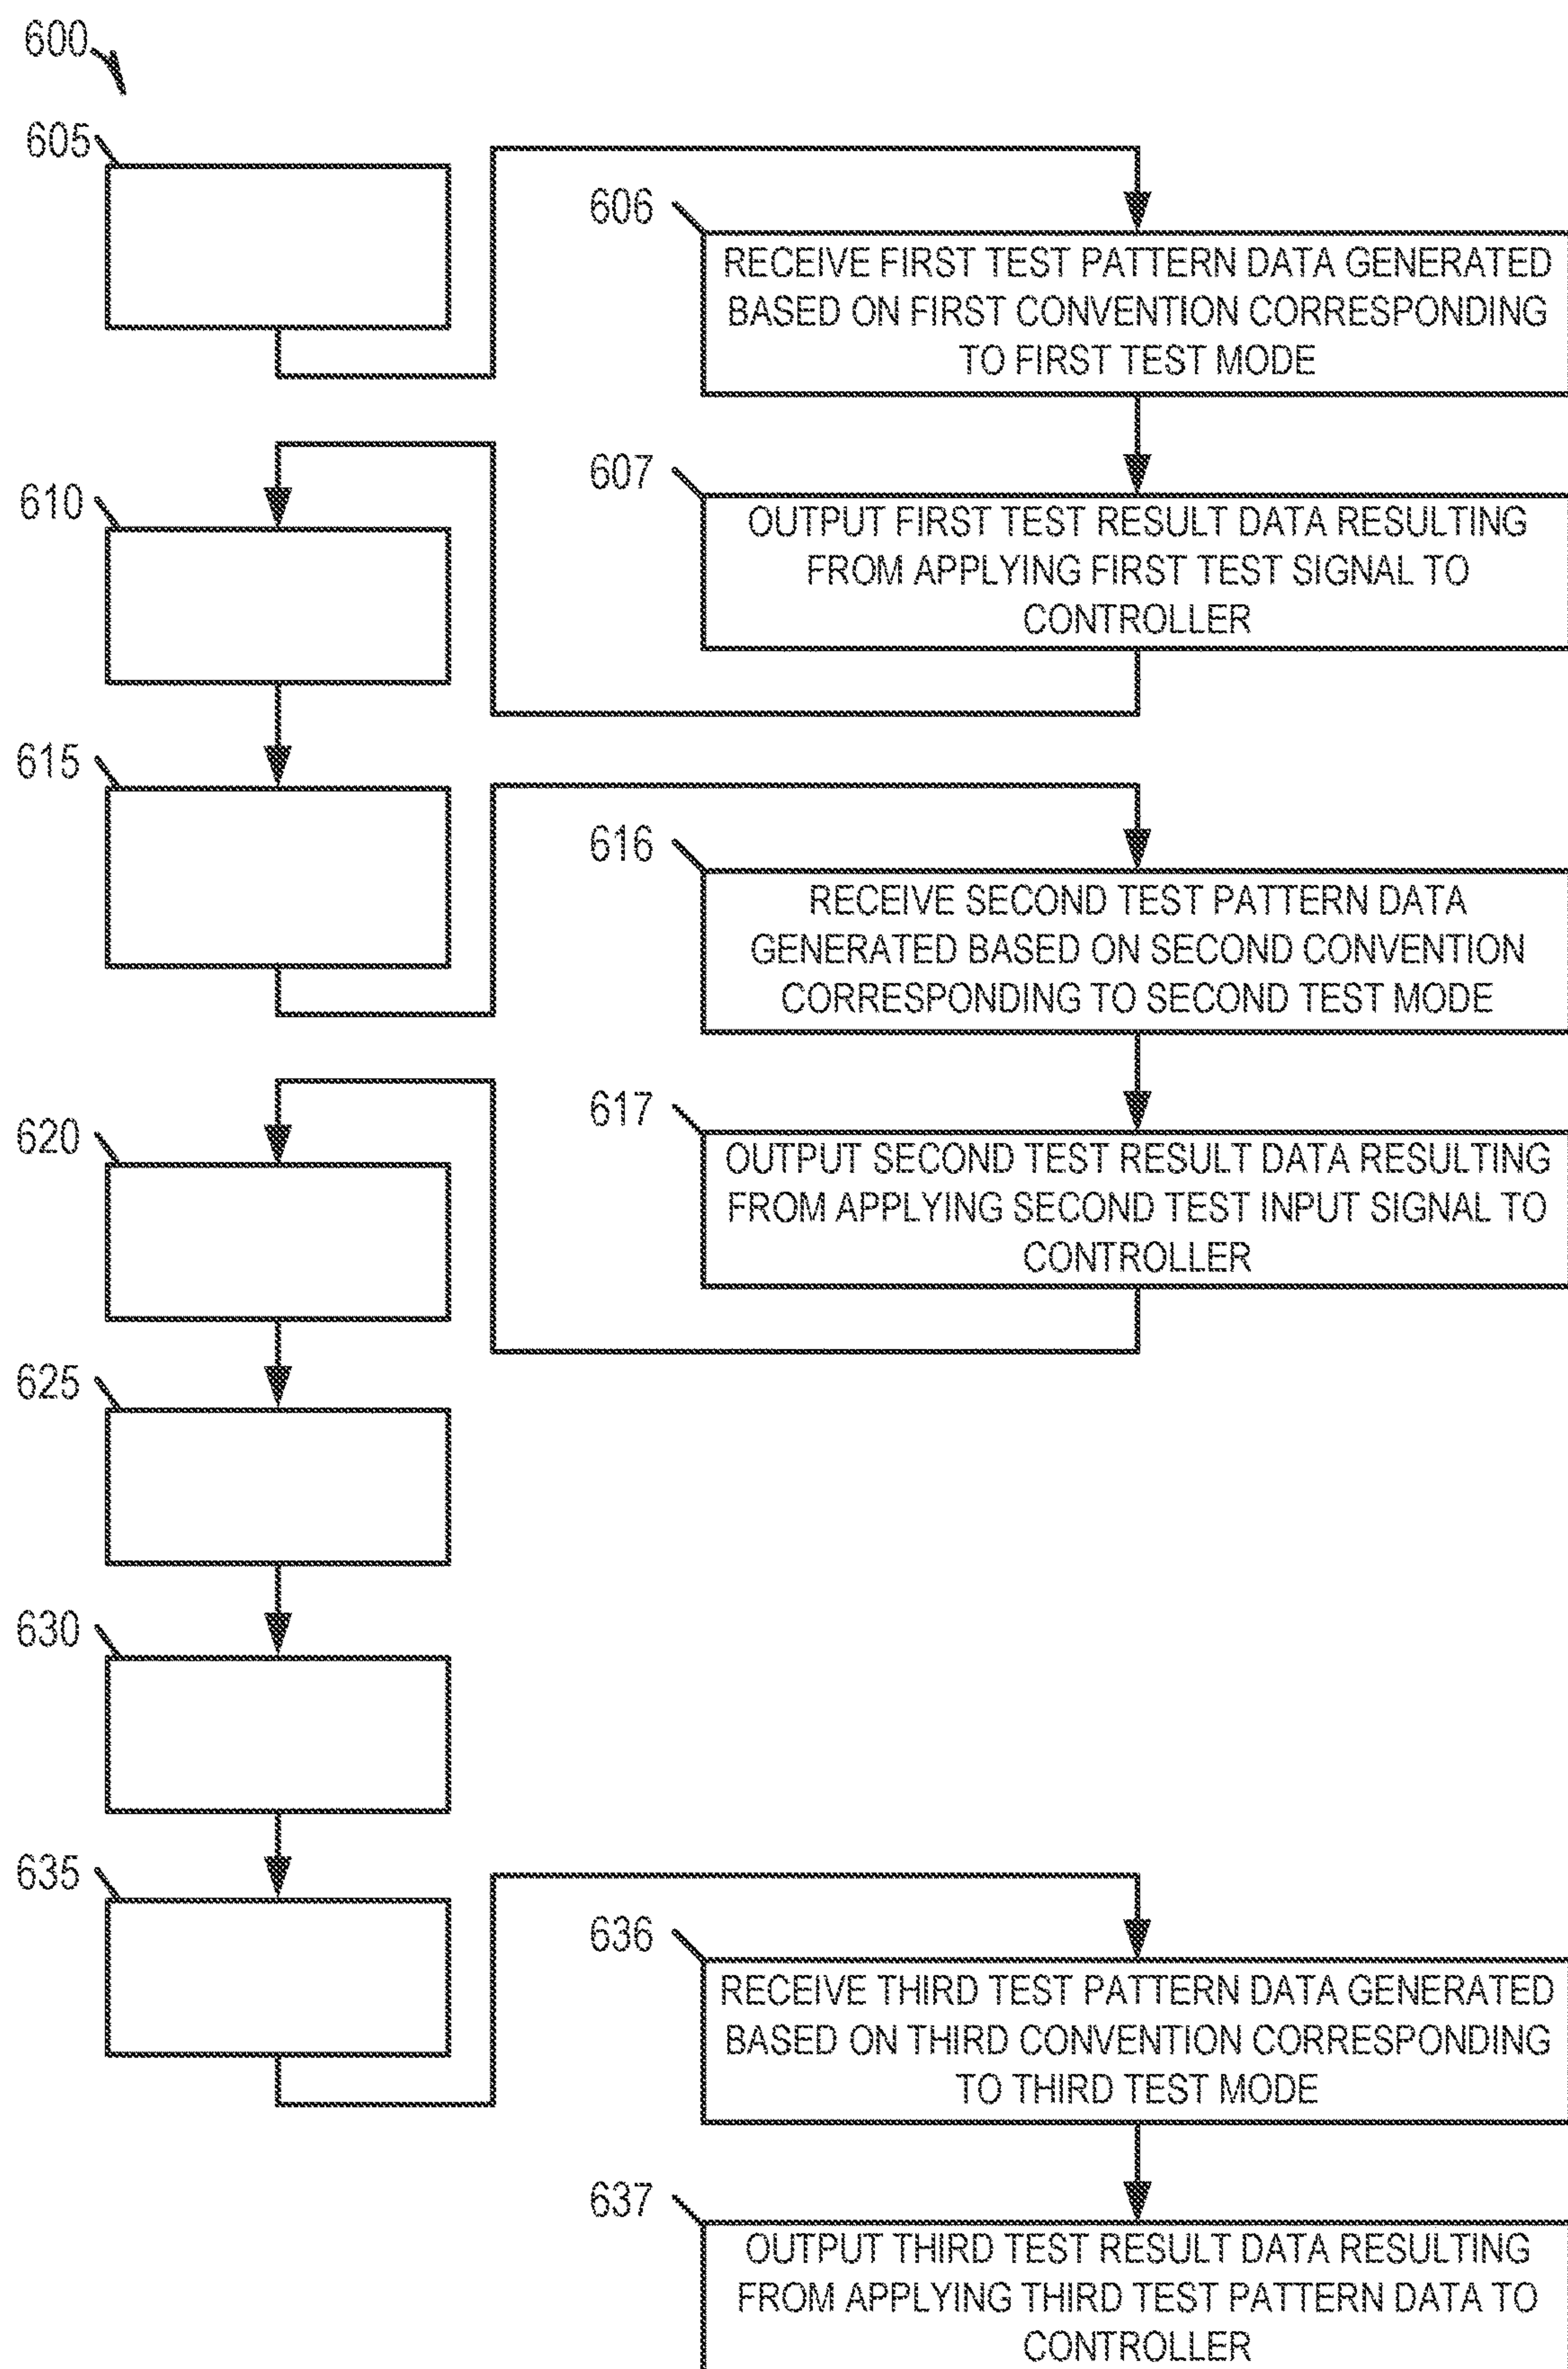 600
605
606
RECEIVE FIRST TEST PATTERN DATA GENERATED
BASED ON FIRST CONVENTION CORRESPONDING
TO FIRST TEST MODE
607
OUTPUT FIRST TEST RESULT DATA RESULTING
FROM APPLYING FIRST TEST SIGNAL TO
CONTROLLER
610
615
616
RECEIVE SECOND TEST PATTERN DATA
GENERATED BASED ON SECOND CONVENTION
CORRESPONDING TO SECOND TEST MODE
617
OUTPUT SECOND TEST RESULT DATA RESULTING
FROM APPLYING SECOND TEST INPUT SIGNAL TO
CONTROLLER
620
625
630
635
636
RECEIVE THIRD TEST PATTERN DATA GENERATED
BASED ON THIRD CONVENTION CORRESPONDING
TO THIRD TEST MODE
637
OUTPUT THIRD TEST RESULT DATA RESULTING
FROM APPLYING THIRD TEST PATTERN DATA TO
CONTROLLER